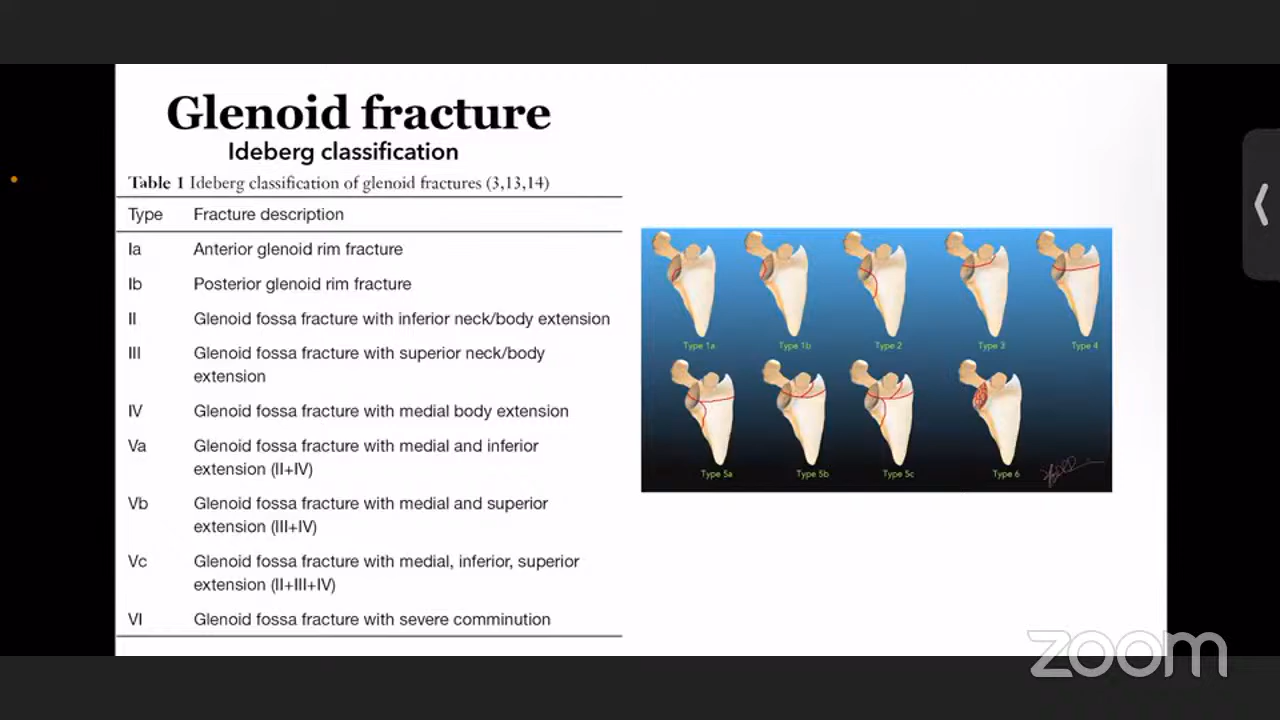 Glenoid fracture
Ideberg classification
Table 1 Ideberg classification of glenoid fractures (3,13,14)
Type Fracture description
Ia Anterior glenoid rim fracture
Ib Posterior glenoid rim fracture
II Glenoid fossa fracture with inferior neck/body extension
III Glenoid fossa fracture with superior neck/body
extension
IV Glenoid fossa fracture with medial body extension
Va Glenoid fossa fracture with medial and inferior
extension (II+IV)
Vb Glenoid fossa fracture with medial and superior
extension (III+IV)
Vc Glenoid fossa fracture with medial, inferior, superior
extension (II+III+IV)
VI Glenoid fossa fracture with severe comminution
Type 1a Type 1b Type 2 Type 3 Type 4
Type 5a Type 5b Type 5c Type 6
zoom